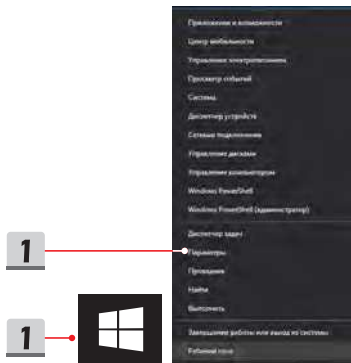 Приложения и возможности
Центр мобильности
Управление электропитанием
Просмотр событий
Система
Диспетчер устройств
Сетевые подключения
Управление дисками
Управление компьютером
Windows PowerShell
Windows PowerShell (администратор)
Диспетчер задач
1
Параметры
Проводник
Найти
Выполнить
1
Завершение работы или выход из системы
Рабочий стол